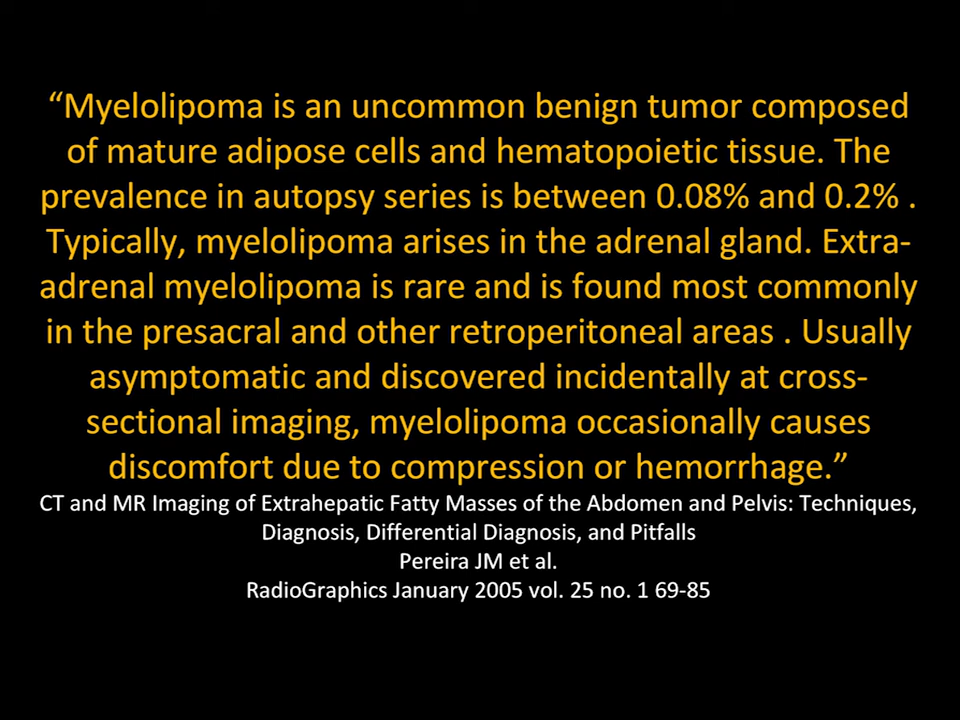 “Myelolipoma is an uncommon benign tumor composed
of mature adipose cells and hematopoietic tissue. The
prevalence in autopsy series is between 0.08% and 0.2% .
Typically, myelolipoma arises in the adrenal gland. Extra-
adrenal myelolipoma is rare and is found most commonly
in the presacral and other retroperitoneal areas . Usually
asymptomatic and discovered incidentally at cross-
sectional imaging, myelolipoma occasionally causes
discomfort due to compression or hemorrhage.”
CT and MR Imaging of Extrahepatic Fatty Masses of the Abdomen and Pelvis: Techniques,
Diagnosis, Differential Diagnosis, and Pitfalls
Pereira JM et al.
RadioGraphics January 2005 vol. 25 no. 1 69-85